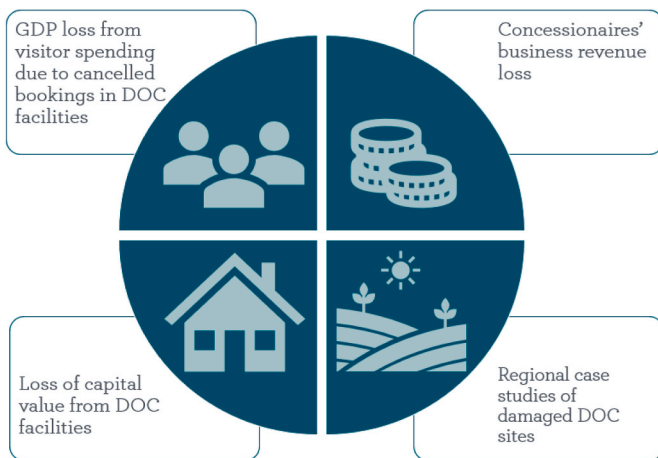 GDP loss from
visitor spending
due to cancelled
bookings in DOC
facilities
Concessionaires’
business revenue
loss
Loss of capital
value from DOC
facilities
Regional case
studies of
damaged DOC
sites